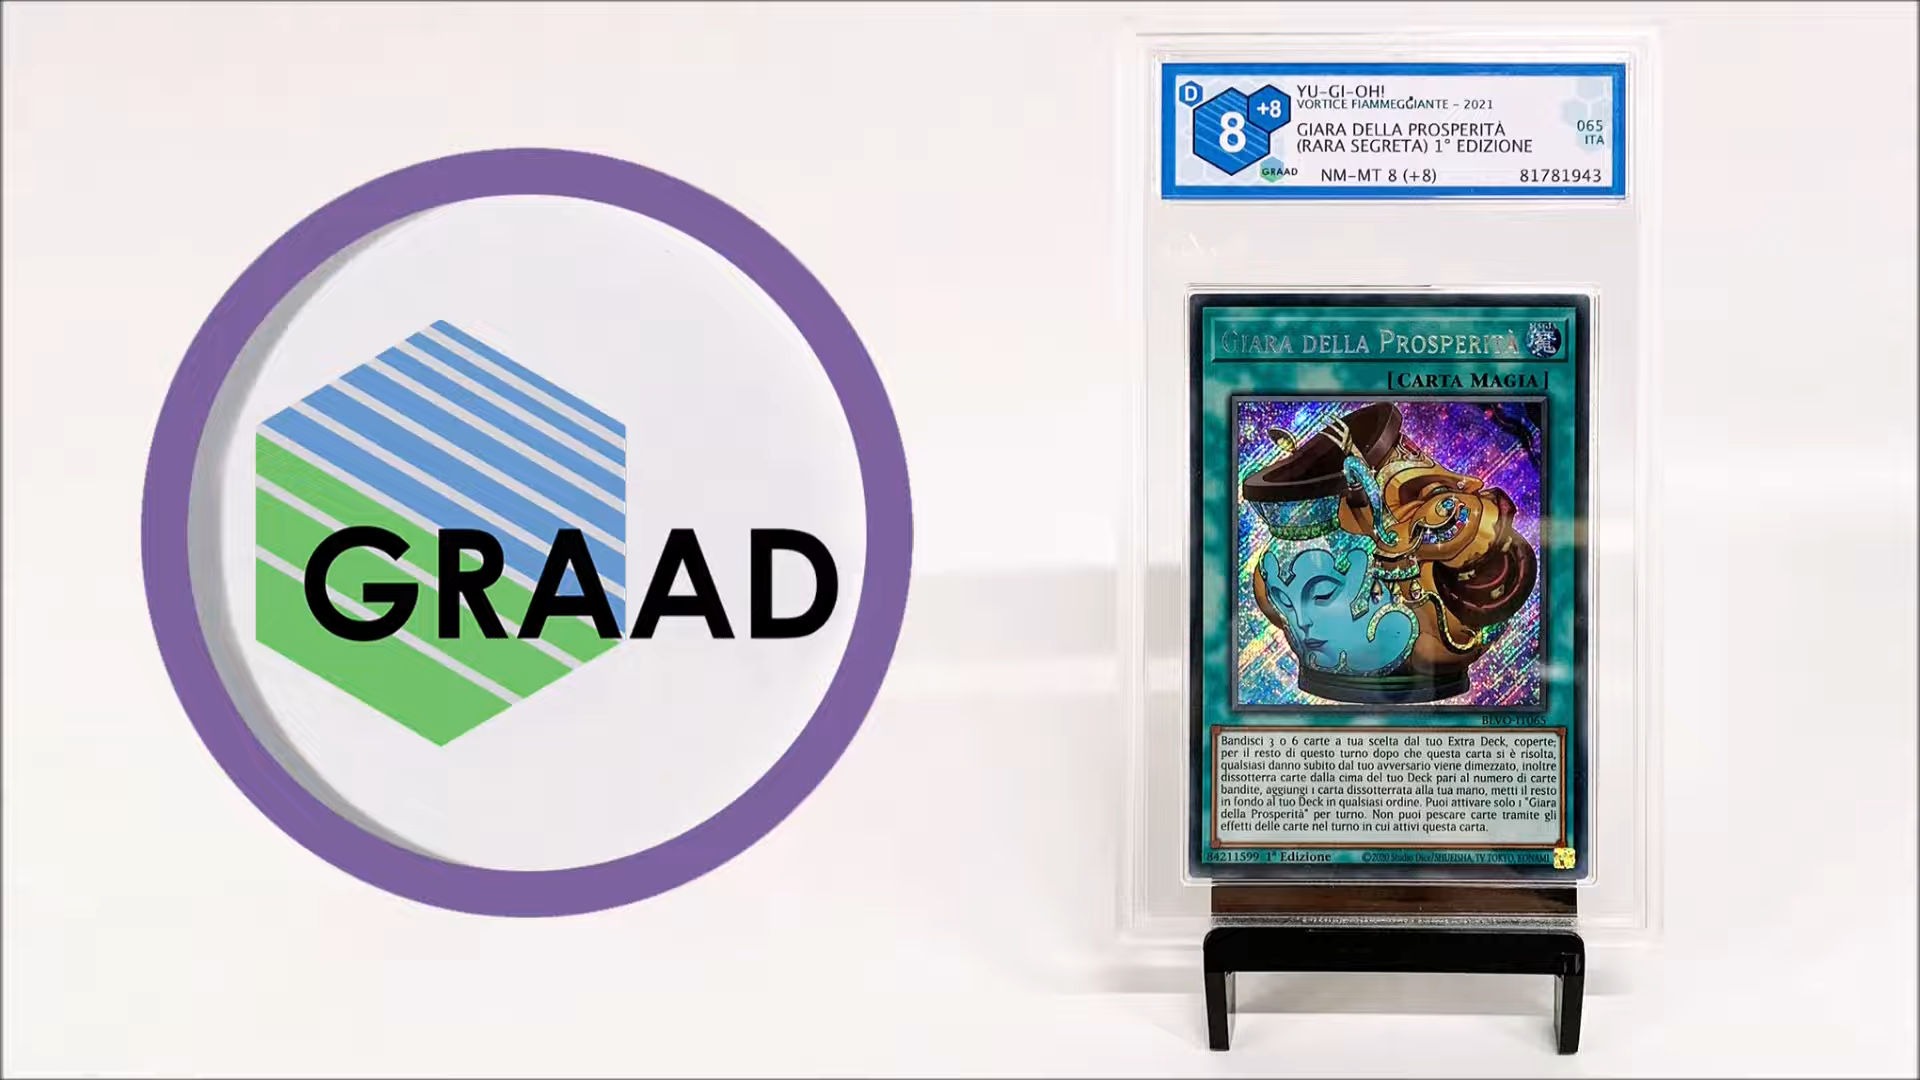 GRAAD
D
8
+8
GRAAD
YU-GI-OH!
VORTICE FIAMMEGGIANTE - 2021
GIARA DELLA PROSPERITÀ
(RARA SEGRETA) 1° EDIZIONE
NM-MT 8 (+8)
065
ITA
81781943
GIARA DELLA PROSPERITÀ
MAGIA
魔
[CARTA MAGIA]
BLVO-IT065
Bandisci 3 o 6 carte a tua scelta dal tuo Extra Deck, coperte;
per il resto di questo turno dopo che questa carta si è risolta,
qualsiasi danno subito dal tuo avversario viene dimezzato, inoltre
dissotterra carte dalla cima del tuo Deck pari al numero di carte
bandite, aggiungi 1 carta dissotterrata alla tua mano, metti il resto
in fondo al tuo Deck in qualsiasi ordine. Puoi attivare solo 1 "Giara
della Prosperità" per turno. Non puoi pescare carte tramite gli
effetti delle carte nel turno in cui attivi questa carta.
84211599 1ª Edizione ©2020 Studio Dice/SHUEISHA, TV TOKYO, KONAMI